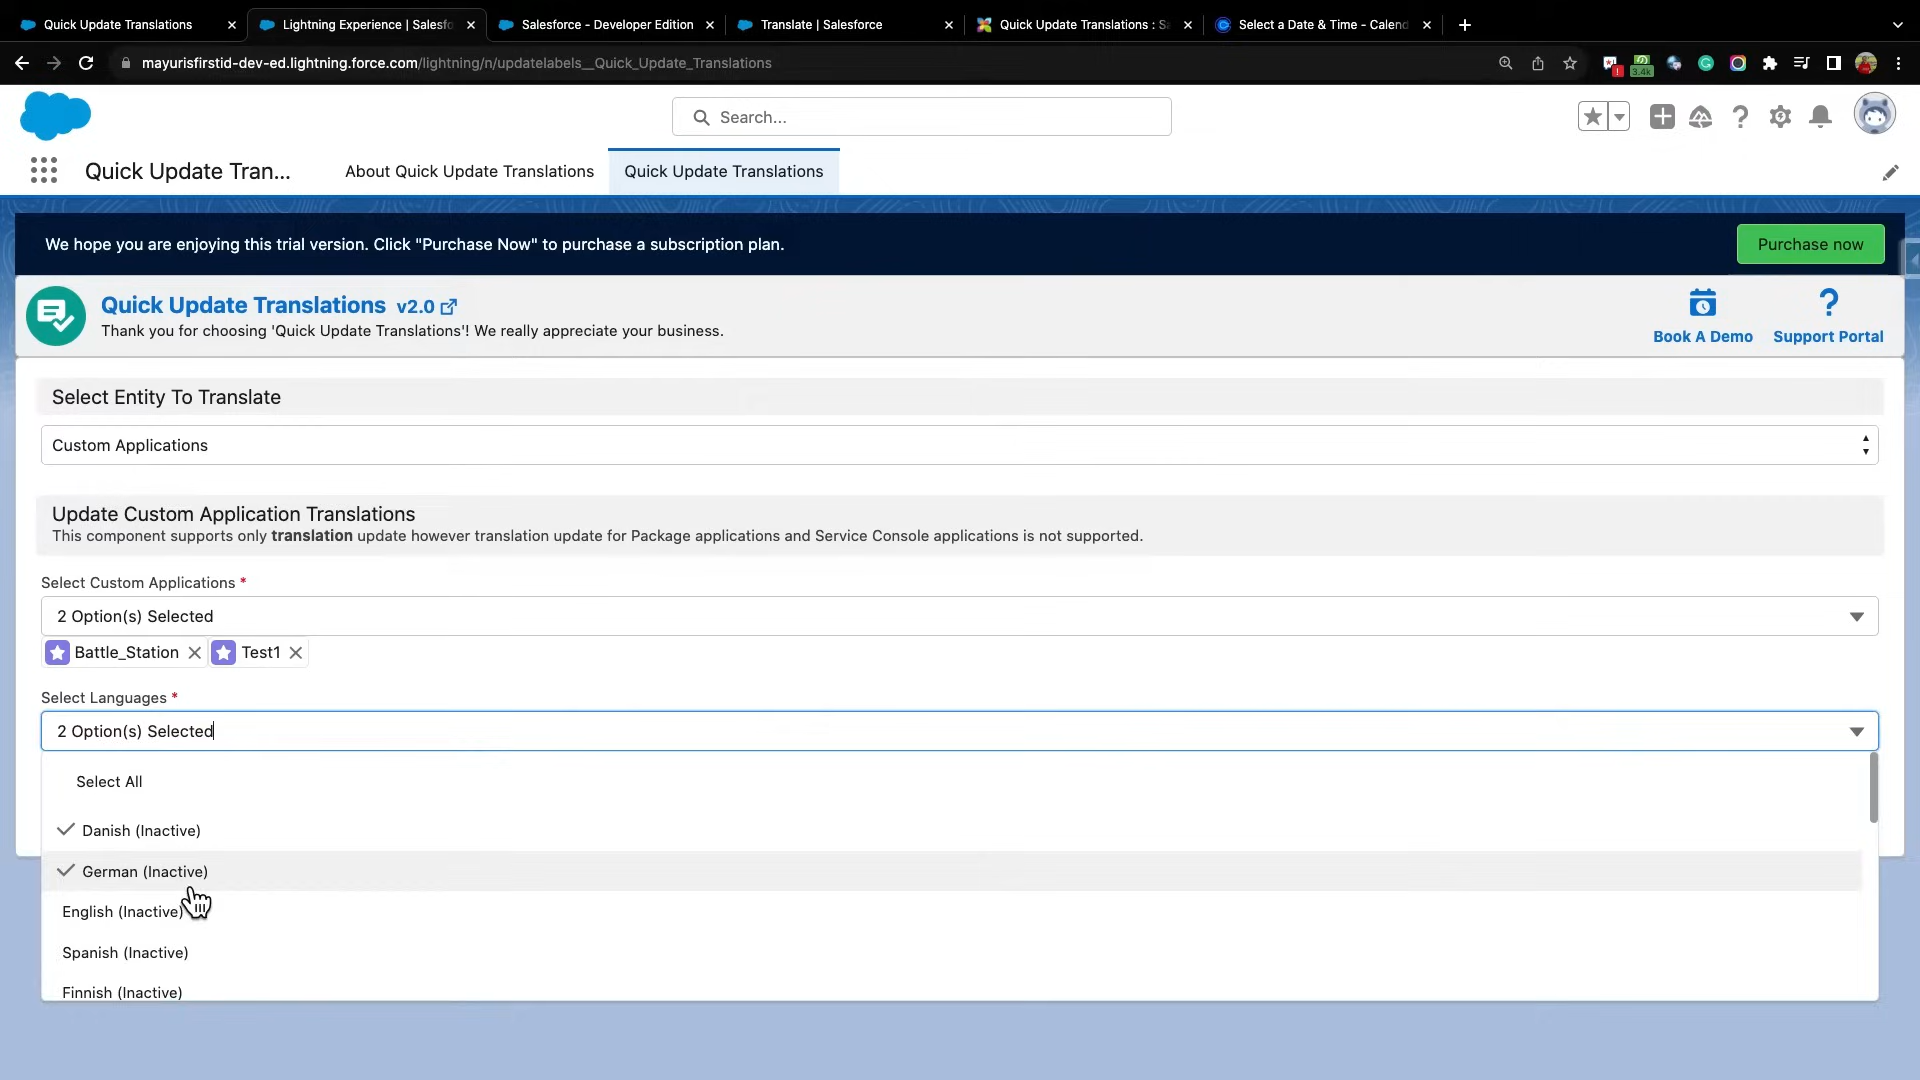 Quick Update Translations
Lightning Experience | Salesfo
Salesforce - Developer Edition
Translate | Salesforce
Quick Update Translations : Sa
Select a Date & Time - Calend
mayurisfirstid-dev-ed.lightning.force.com/lightning/n/updatelabels__Quick_Update_Translations
3.4k
Search...
Quick Update Tran...
About Quick Update Translations
Quick Update Translations
We hope you are enjoying this trial version. Click "Purchase Now" to purchase a subscription plan.
Purchase now
Quick Update Translations v2.0
Thank you for choosing 'Quick Update Translations'! We really appreciate your business.
Book A Demo
Support Portal
Select Entity To Translate
Custom Applications
Update Custom Application Translations
This component supports only translation update however translation update for Package applications and Service Console applications is not supported.
Select Custom Applications *
2 Option(s) Selected
Battle_Station
Test1
Select Languages *
2 Option(s) Selected
Select All
Danish (Inactive)
German (Inactive)
English (Inactive)
Spanish (Inactive)
Finnish (Inactive)